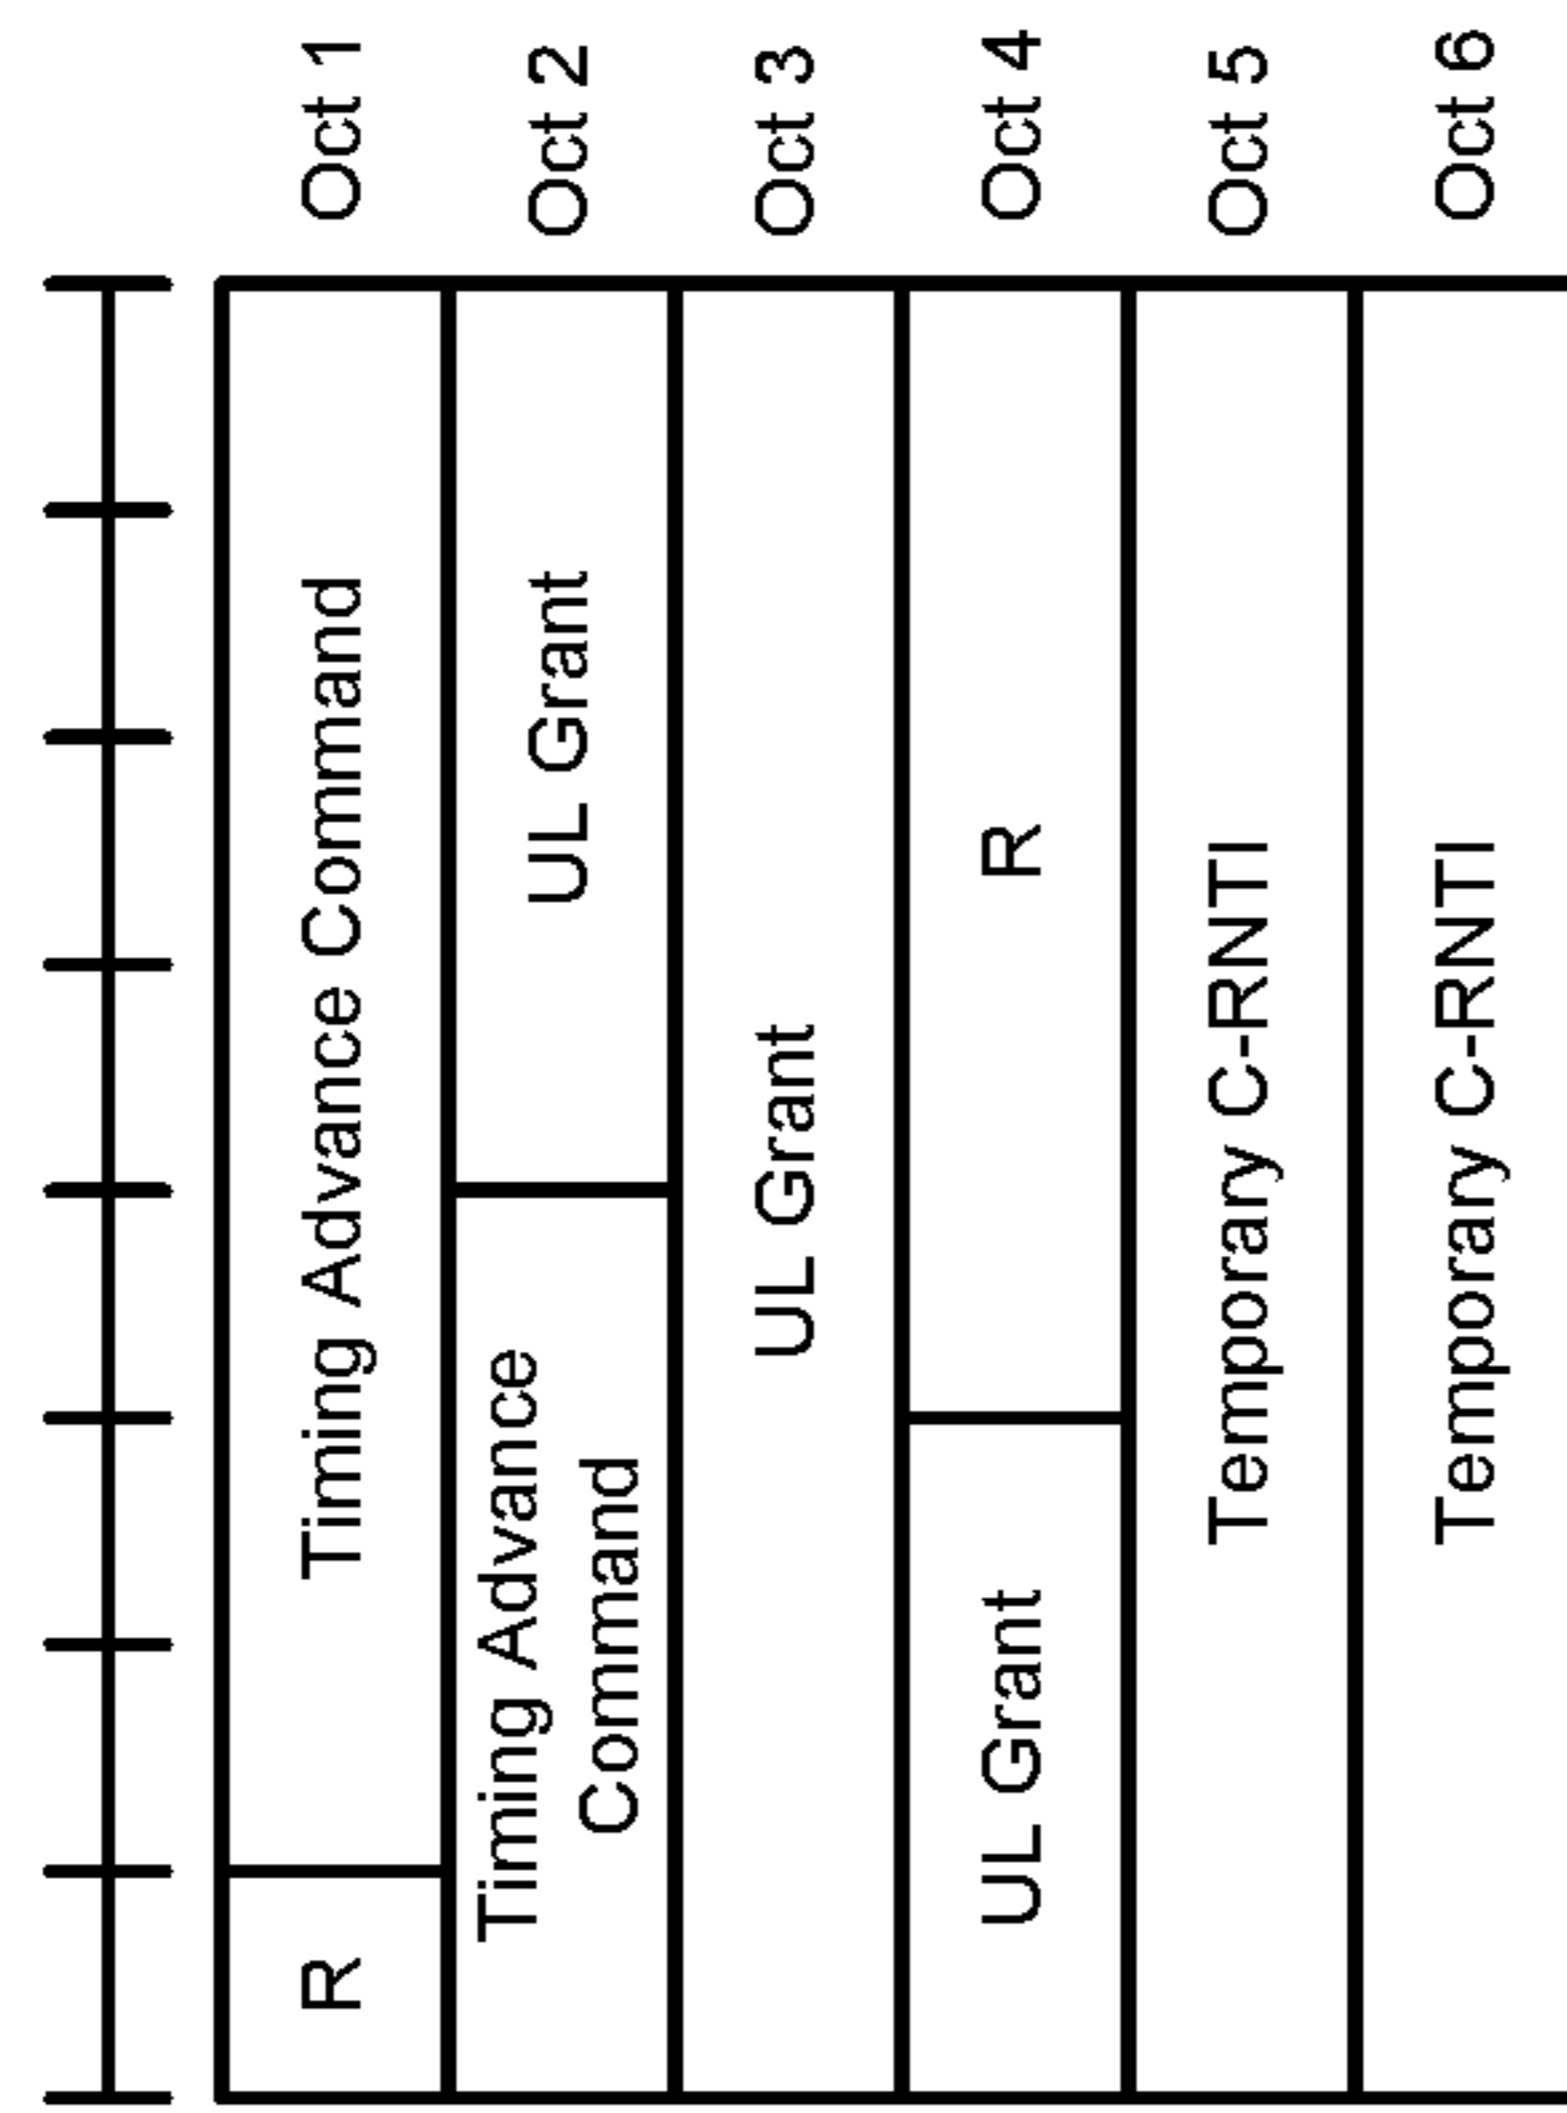 R
Timing Advance Command
Oct 1
Timing Advance
Command
UL Grant
Oct 2
UL Grant
Oct 3
UL Grant
R
Oct 4
Temporary C-RNTI
Oct 5
Temporary C-RNTI
Oct 6